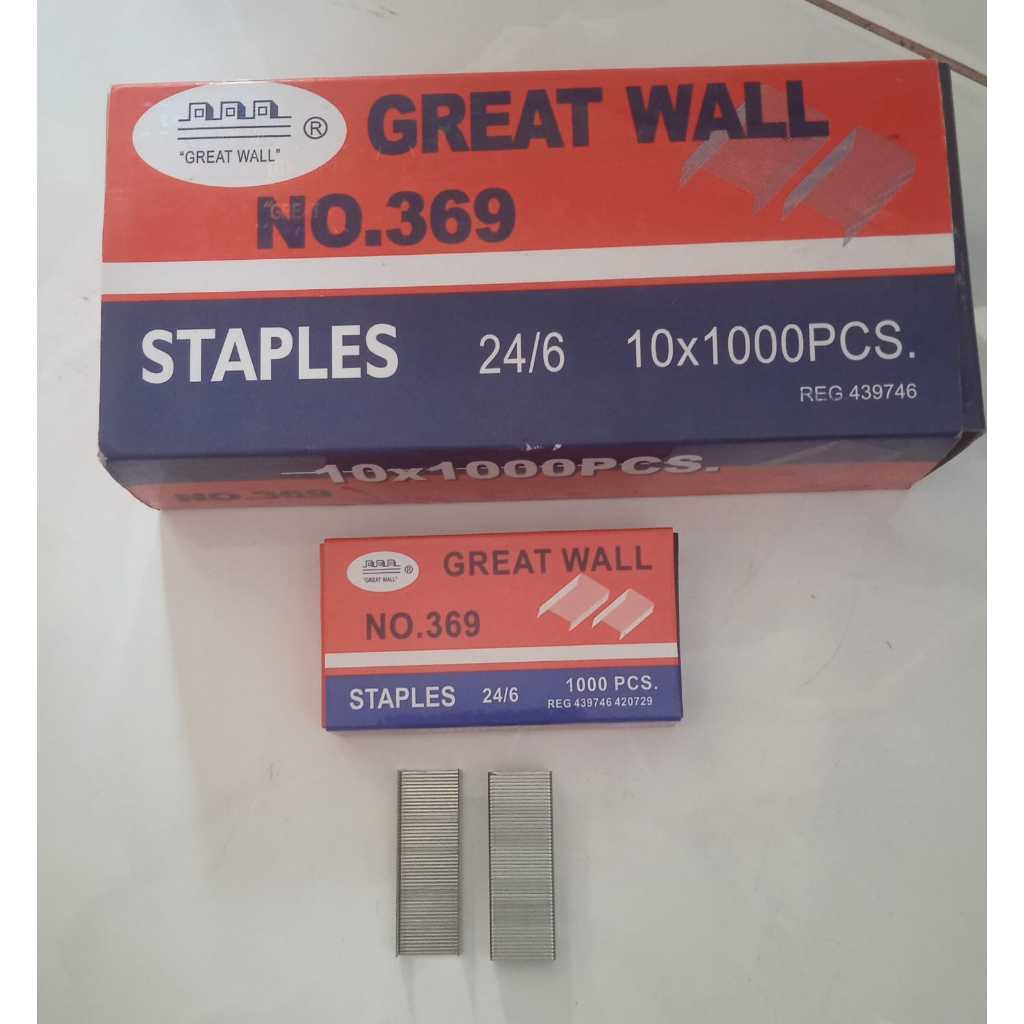 "GREAT WALL" ®
GREAT WALL
NO.369
STAPLES 24/6 10x1000PCS.
REG 439746
10x1000PCS.
NO.369
"GREAT WALL" ®
GREAT WALL
NO.369
STAPLES 24/6 1000 PCS.
REG 439746 420729